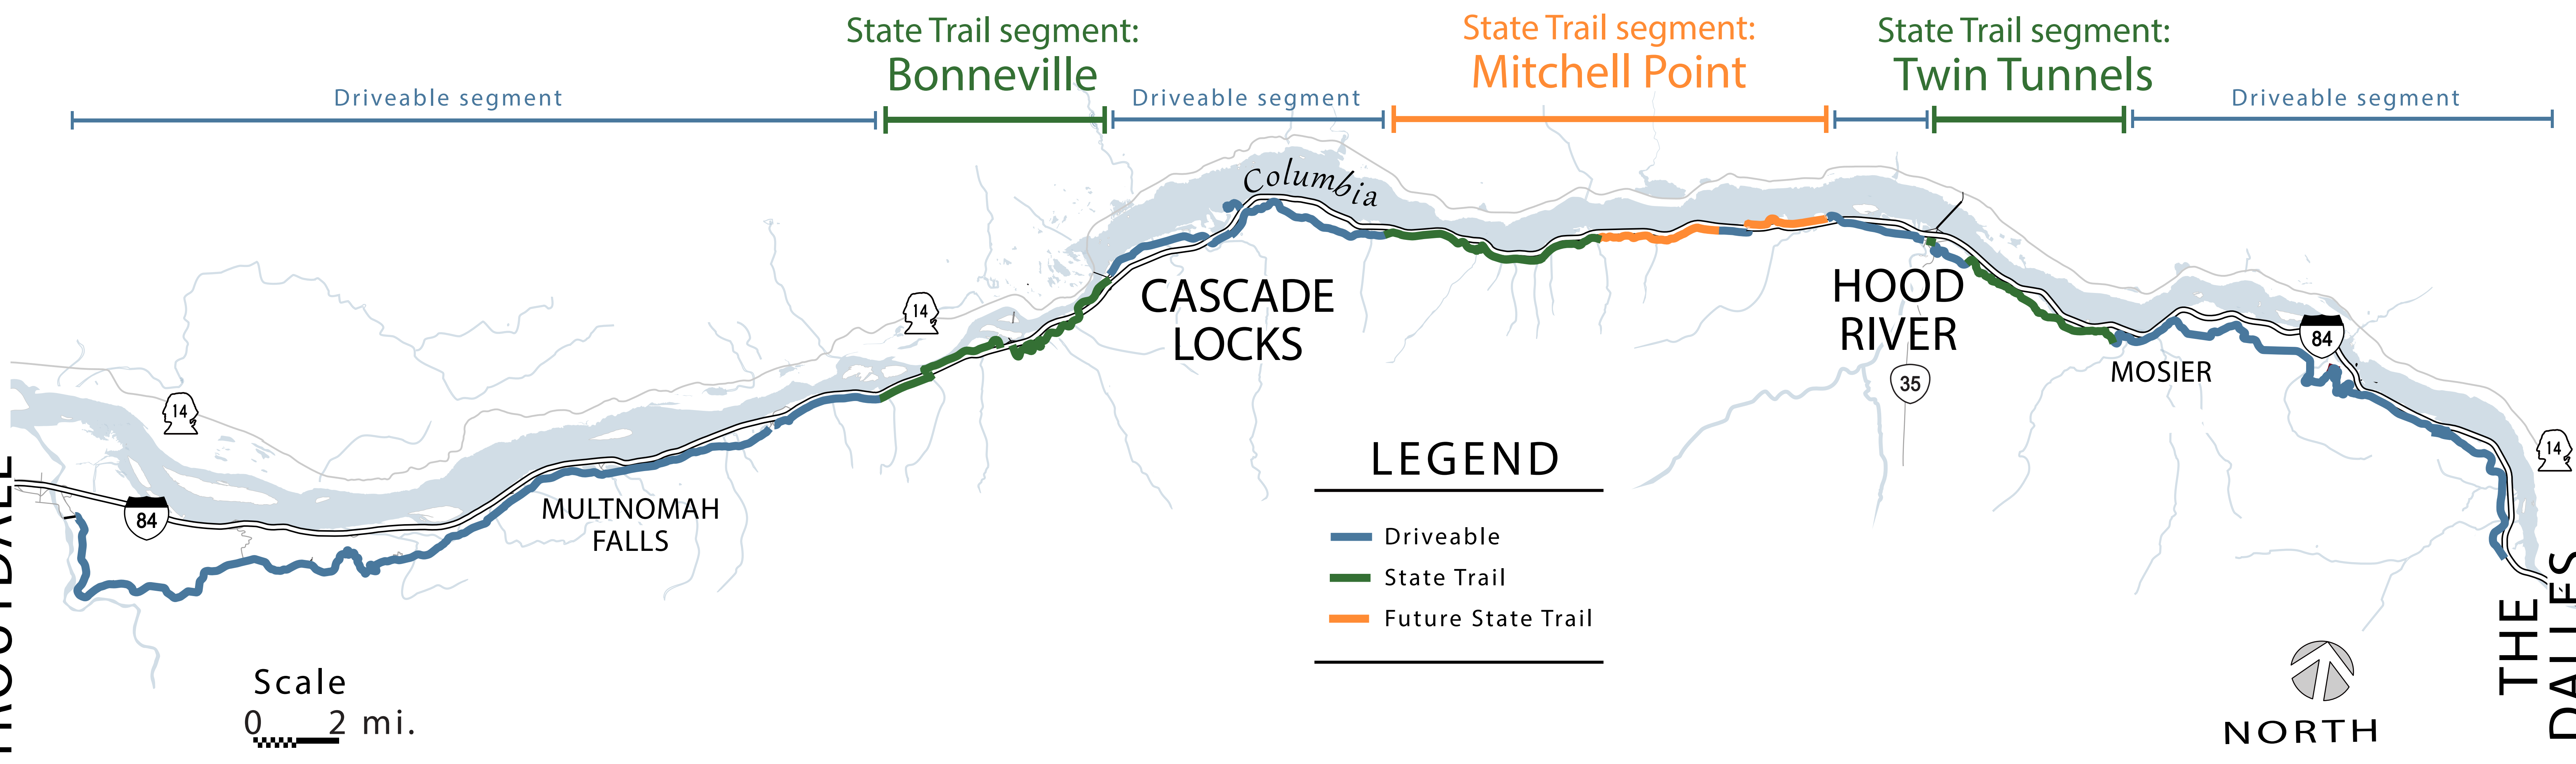 State Trail segment:
Bonneville
State Trail segment:
Mitchell Point
State Trail segment:
Twin Tunnels
Driveable segment
Driveable segment
Driveable segment
Columbia
14
14
CASCADE
LOCKS
HOOD
RIVER
35
84
MOSIER
14
84
MULTNOMAH
FALLS
TROUTDALE
LEGEND
Driveable
State Trail
Future State Trail
Scale
0 2 mi.
NORTH
THE
DALLES